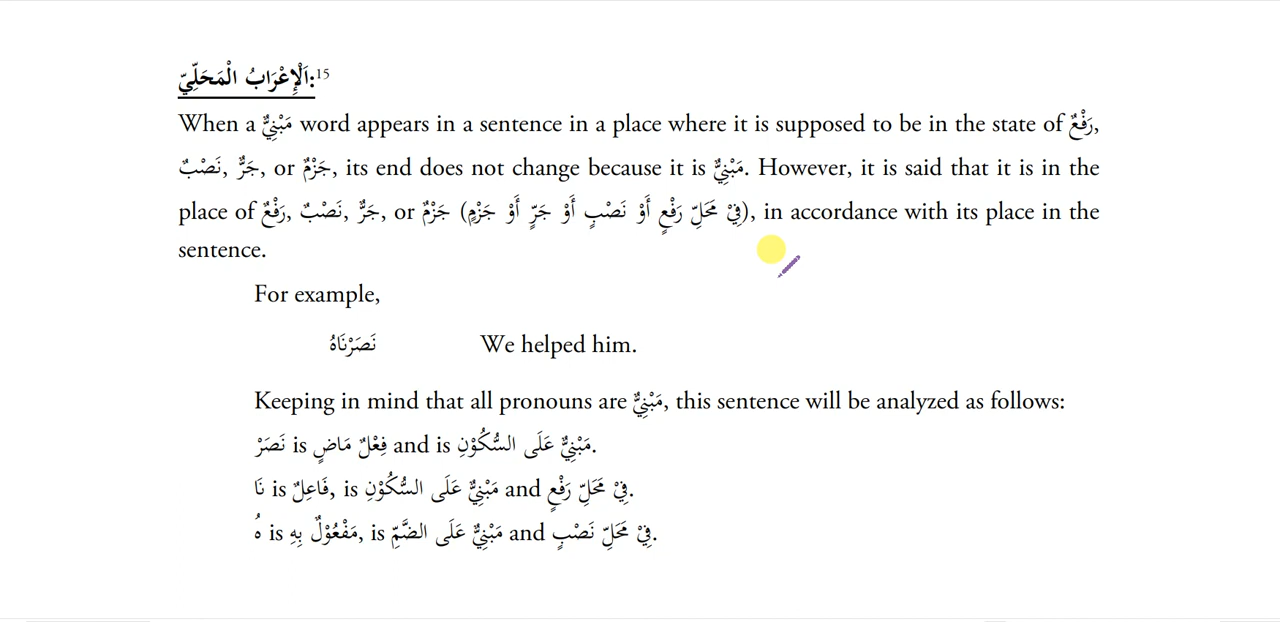 اَلْإِعْرَابُ الْمَحَلِّيّ:15
When a مَبْنِيٌّ word appears in a sentence in a place where it is supposed to be in the state of رَفْعٌ,
نَصْبٌ, جَرٌّ, or جَزْمٌ, its end does not change because it is مَبْنِيٌّ. However, it is said that it is in the
place of رَفْعٌ, نَصْبٌ, جَرٌّ, or جَزْمٌ (فِيْ مَحَلِّ رَفْعٍ أَوْ نَصْبٍ أَوْ جَرٍّ أَوْ جَزْمٍ), in accordance with its place in the
sentence.
For example,
نَصَرْنَاهُ We helped him.
Keeping in mind that all pronouns are مَبْنِيٌّ, this sentence will be analyzed as follows:
نَصَرْ is فِعْلٌ مَاضٍ and is مَبْنِيٌّ عَلَى السُّكُوْنِ.
نَا is فَاعِلٌ, is مَبْنِيٌّ عَلَى السُّكُوْنِ and فِيْ مَحَلِّ رَفْعٍ.
هُ is مَفْعُوْلٌ بِهِ, is مَبْنِيٌّ عَلَى الضَّمِّ and فِيْ مَحَلِّ نَصْبٍ.